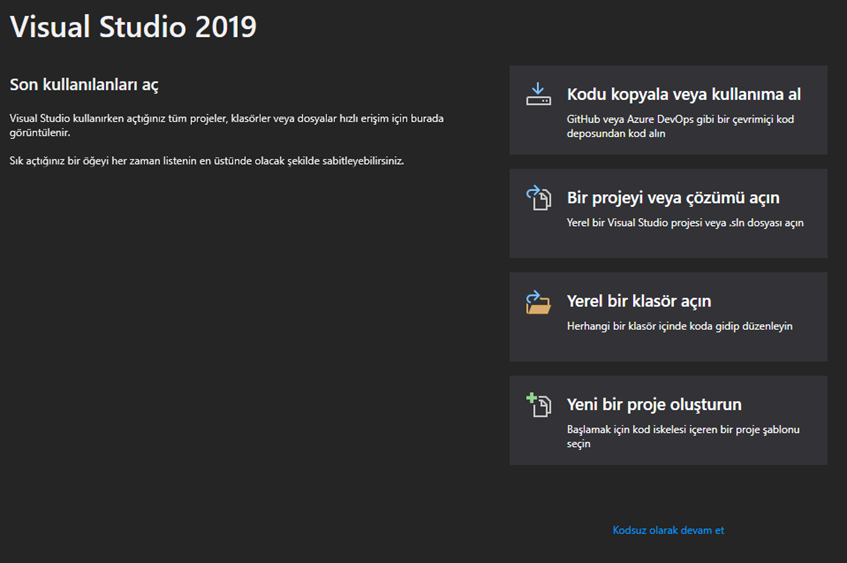 Visual Studio 2019
Son kullanılanları aç
Visual Studio kullanırken açtığınız tüm projeler, klasörler veya dosyalar hızlı erişim için burada
görüntülenir.
Sık açtığınız bir öğeyi her zaman listenin en üstünde olacak şekilde sabitleyebilirsiniz.
Kodu kopyala veya kullanıma al
GitHub veya Azure DevOps gibi bir çevrimiçi kod
deposundan kod alın
Bir projeyi veya çözümü açın
Yerel bir Visual Studio projesi veya .sln dosyası açın
Yerel bir klasör açın
Herhangi bir klasör içinde koda gidip düzenleyin
Yeni bir proje oluşturun
Başlamak için kod iskelesi içeren bir proje şablonu
seçin
Kodsuz olarak devam et